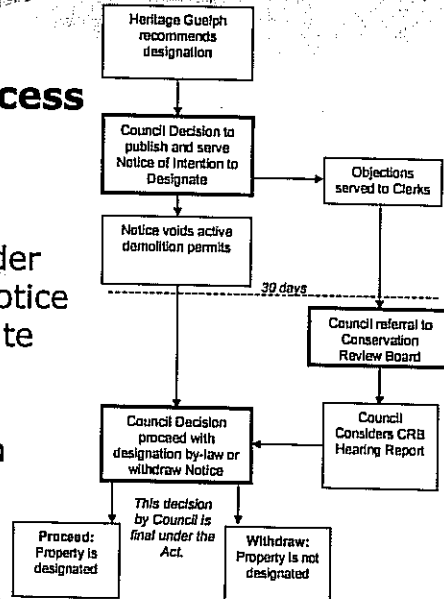 cess
der
otice
te
n
Heritage Guelph
recommends
designation
Council Decision to
publish and serve
Notice of Intention to
Designate
Objections
served to Clerks
Notice voids active
demolition permits
30 days
Council referral to
Conservation
Review Board
Council Decision
proceed with
designation by-law or
withdraw Notice
Council
Considers CRB
Hearing Report
This decision
by Council is
final under the
Act.
Proceed:
Property is
designated
Withdraw:
Property is not
designated